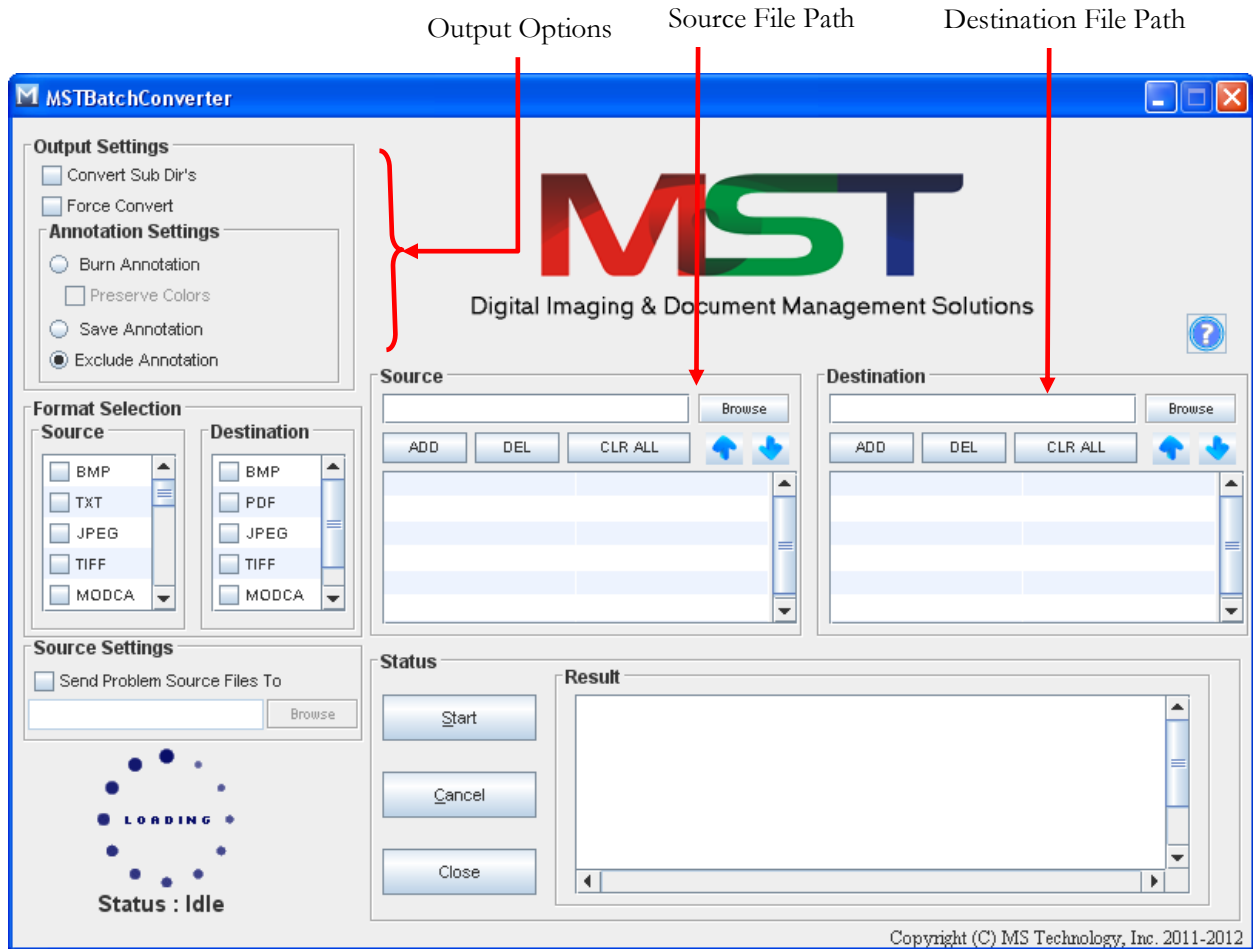 Output Options
Source File Path
Destination File Path
MSTBatchConverter
Output Settings
Convert Sub Dir's
Force Convert
Annotation Settings
Burn Annotation
Preserve Colors
Save Annotation
Exclude Annotation
MST
Digital Imaging & Document Management Solutions
?
Format Selection
Source
BMP
TXT
JPEG
TIFF
MODCA
Destination
BMP
PDF
JPEG
TIFF
MODCA
Source
Browse
ADD DEL CLR ALL
Destination
Browse
ADD DEL CLR ALL
Source Settings
Send Problem Source Files To
Browse
LOADING
Status : Idle
Status
Start
Cancel
Close
Result
Copyright (C) MS Technology, Inc. 2011-2012